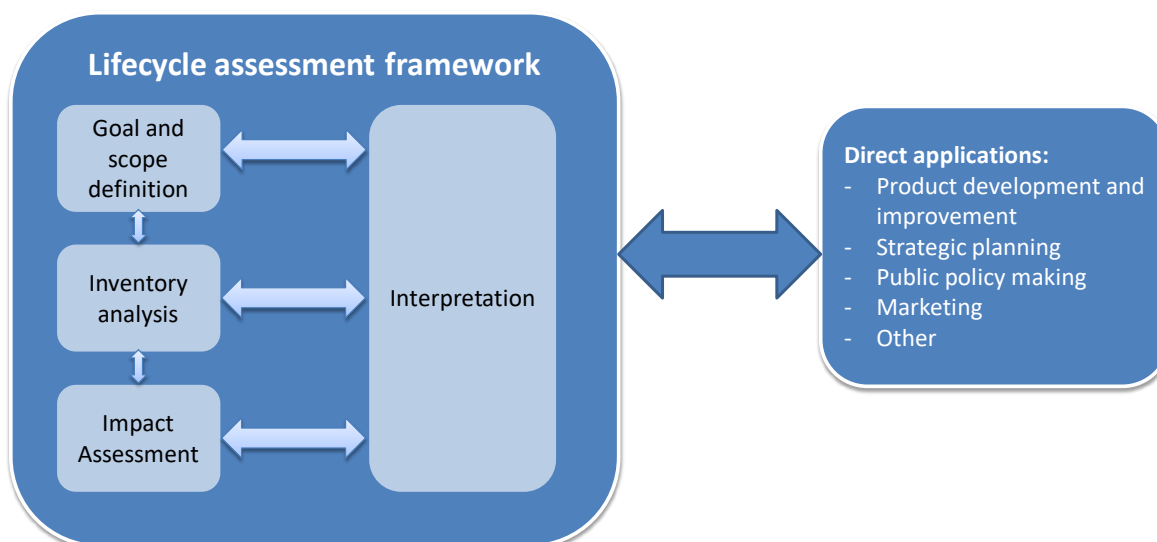 Lifecycle assessment framework
Goal and
scope
definition
Inventory
analysis
Impact
Assessment
Interpretation
Direct applications:
- Product development and
improvement
- Strategic planning
- Public policy making
- Marketing
- Other